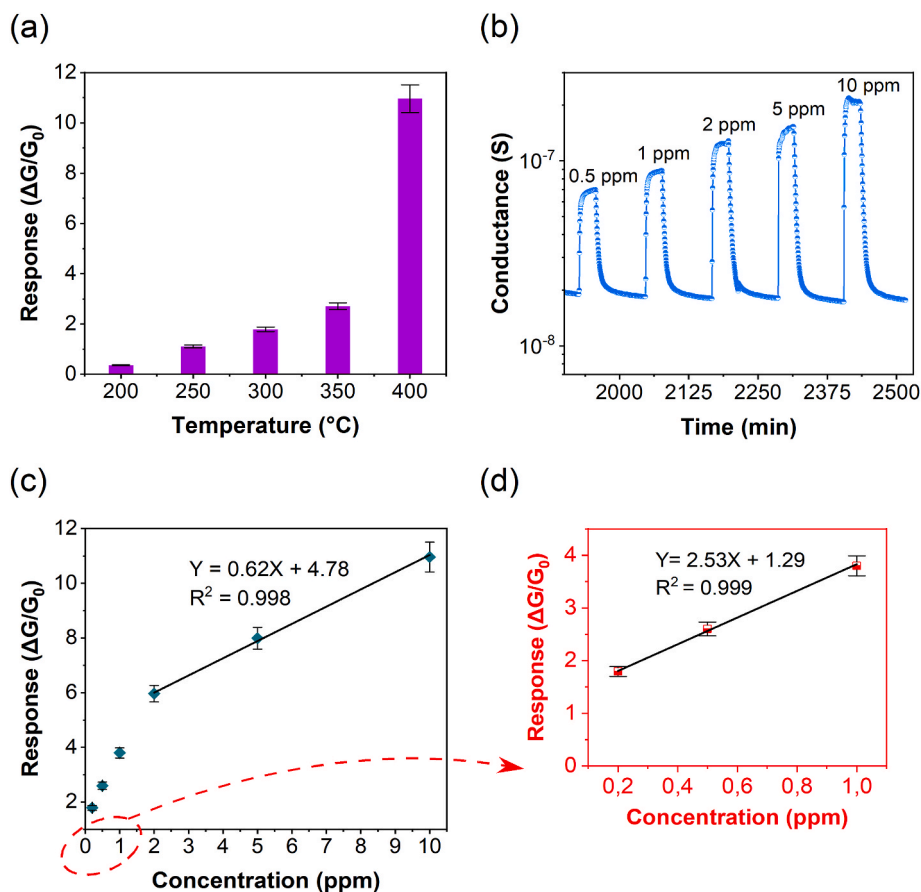 (a)
Response (ΔG/G₀)
12
10
8
6
4
2
0
200 250 300 350 400
Temperature (°C)
(b)
Conductance (S)
10⁻⁷
10⁻⁸
0.5 ppm
1 ppm
2 ppm
5 ppm
10 ppm
2000 2125 2250 2375 2500
Time (min)
(c)
Response (ΔG/G₀)
12
10
8
6
4
2
Y = 0.62X + 4.78
R² = 0.998
0 1 2 3 4 5 6 7 8 9 10
Concentration (ppm)
(d)
Response (ΔG/G₀)
4
3
2
1
0
Y= 2.53X + 1.29
R² = 0.999
0,2 0,4 0,6 0,8 1,0
Concentration (ppm)